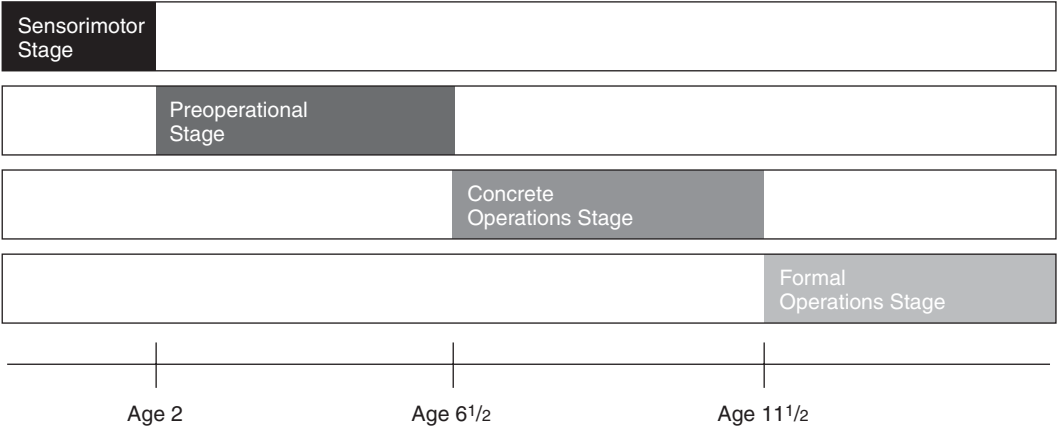 Sensorimotor
Stage
Preoperational
Stage
Concrete
Operations Stage
Formal
Operations Stage
Age 2
Age 61/2
Age 111/2